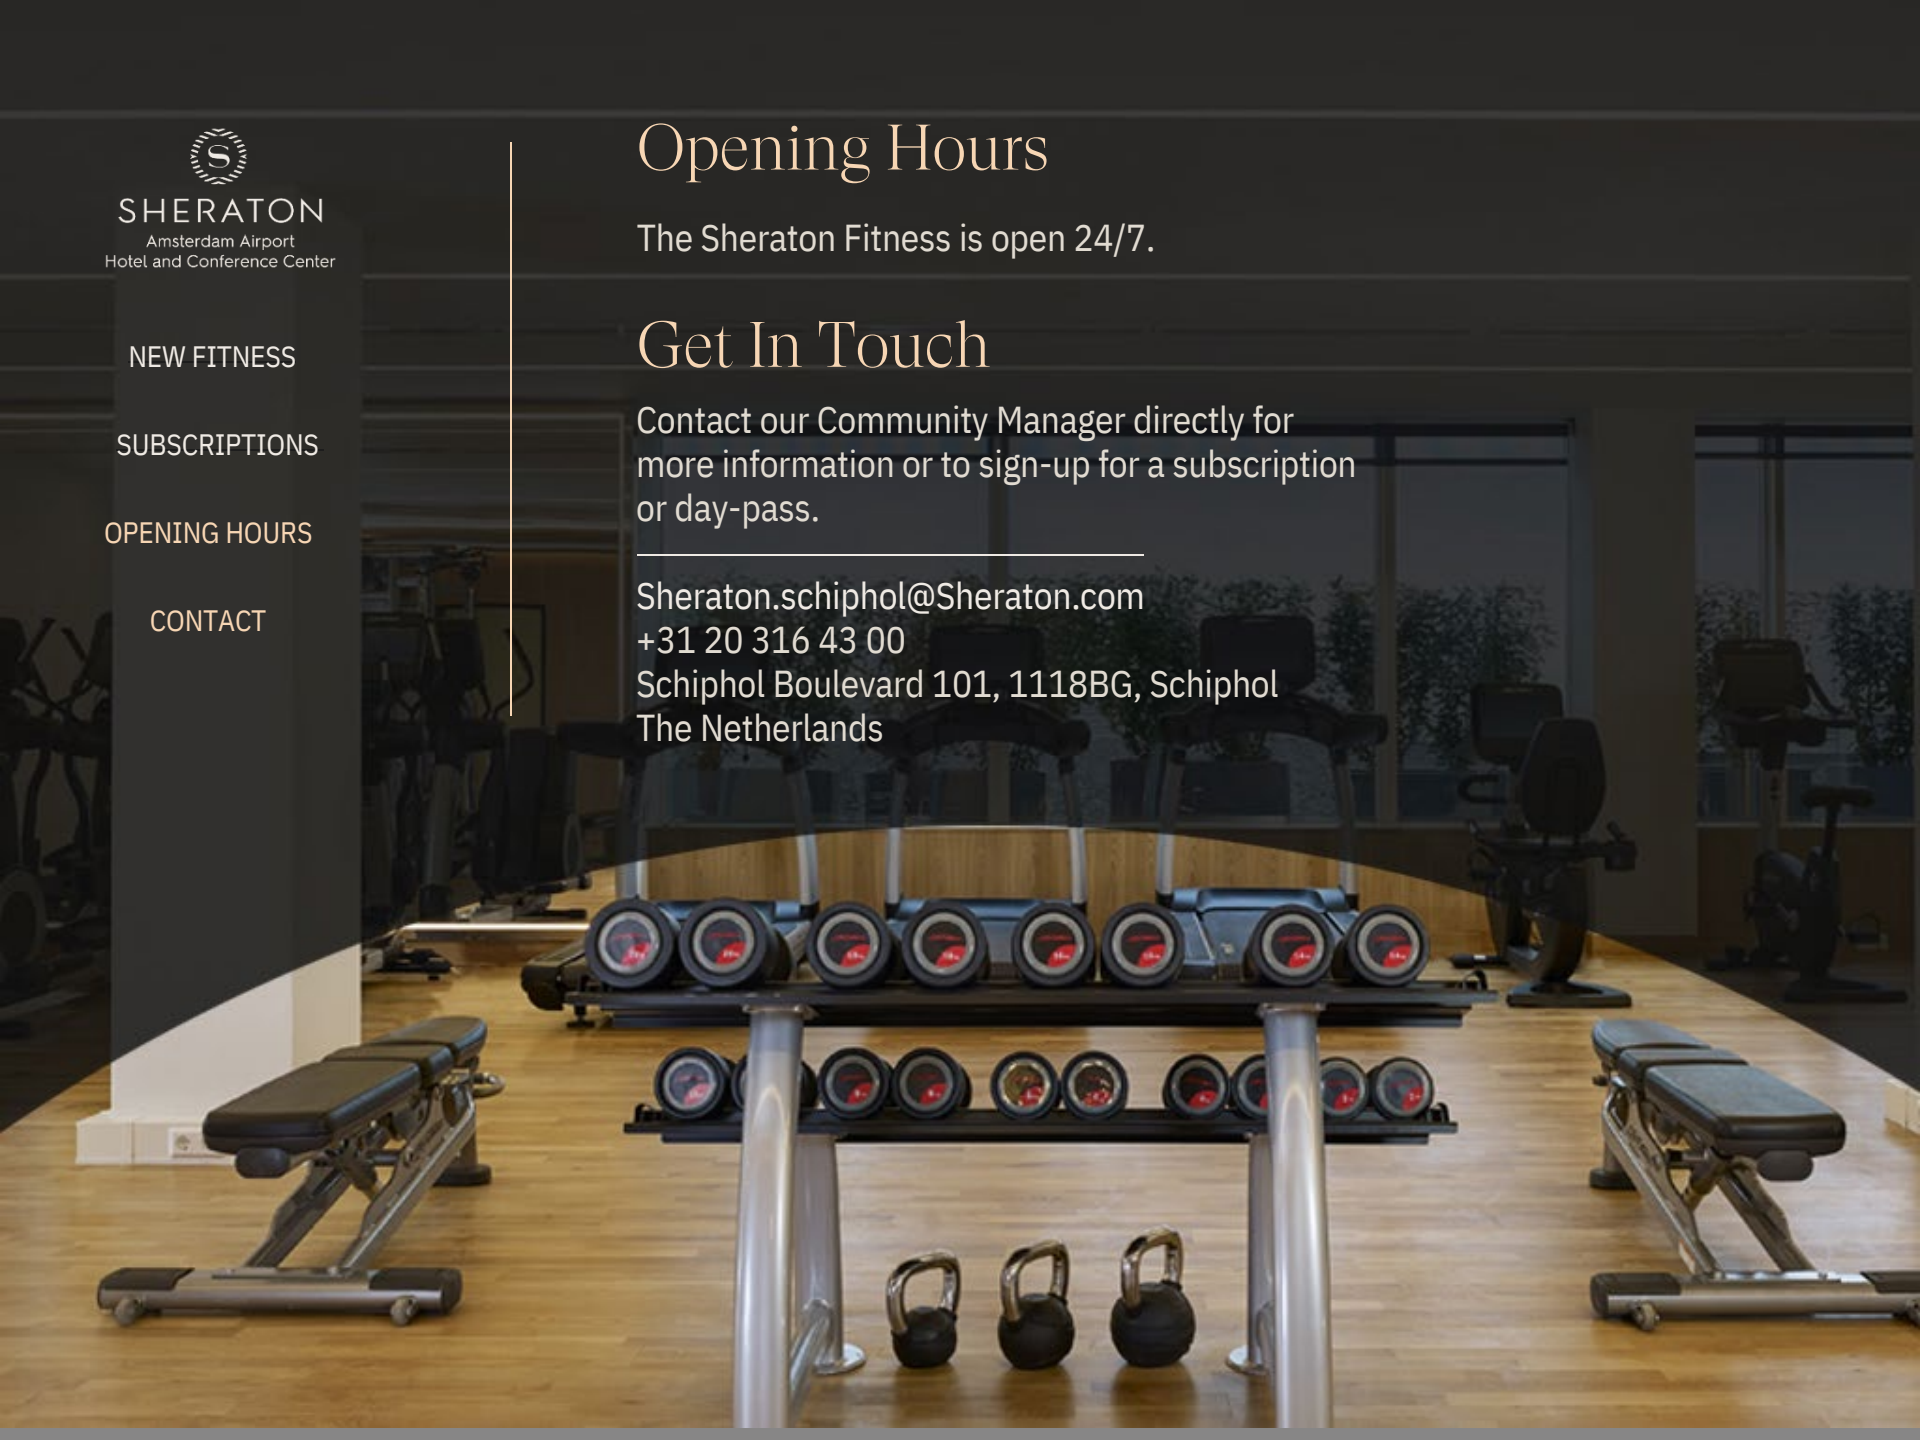 SHERATON
Amsterdam Airport
Hotel and Conference Center
NEW FITNESS
SUBSCRIPTIONS
OPENING HOURS
CONTACT
Opening Hours
The Sheraton Fitness is open 24/7.
Get In Touch
Contact our Community Manager directly for
more information or to sign-up for a subscription
or day-pass.
Sheraton.schiphol@Sheraton.com
+31 20 316 43 00
Schiphol Boulevard 101, 1118BG, Schiphol
The Netherlands